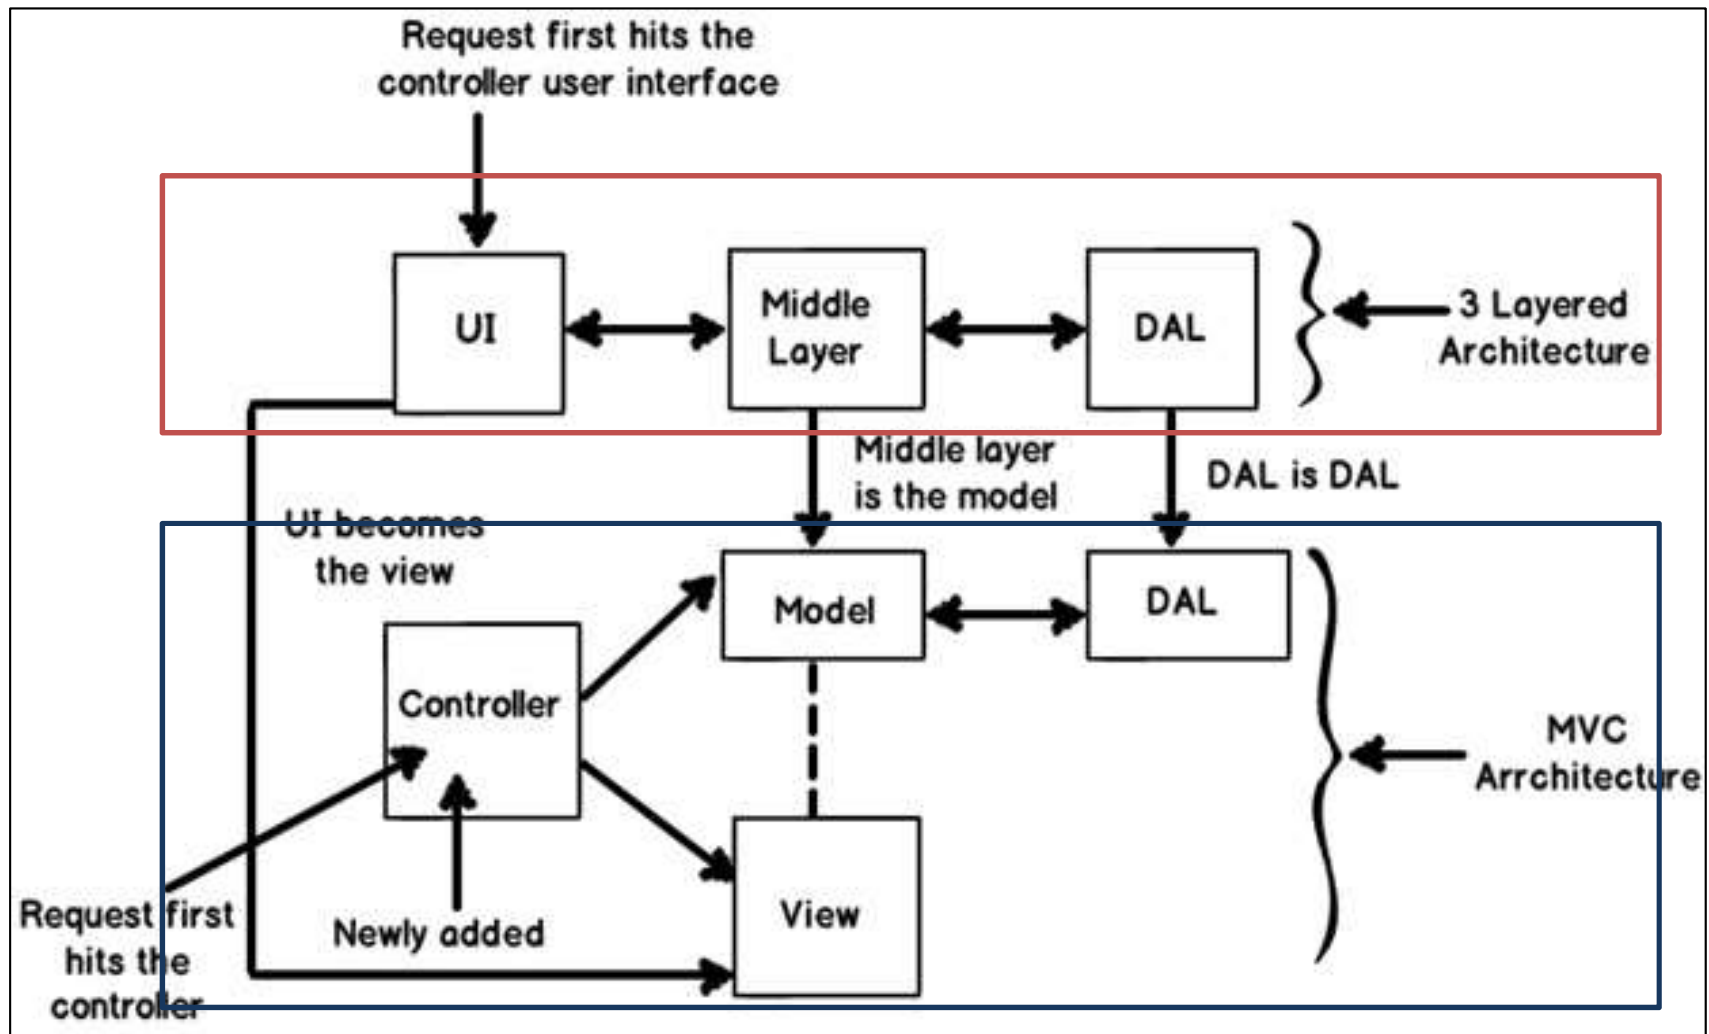 Request first hits the
controller user interface
UI
Middle
Layer
DAL
3 Layered
Architecture
Middle layer
is the model
DAL is DAL
UI becomes
the view
Model
DAL
Controller
MVC
Arrchitecture
View
Request first
hits the
controller
Newly added